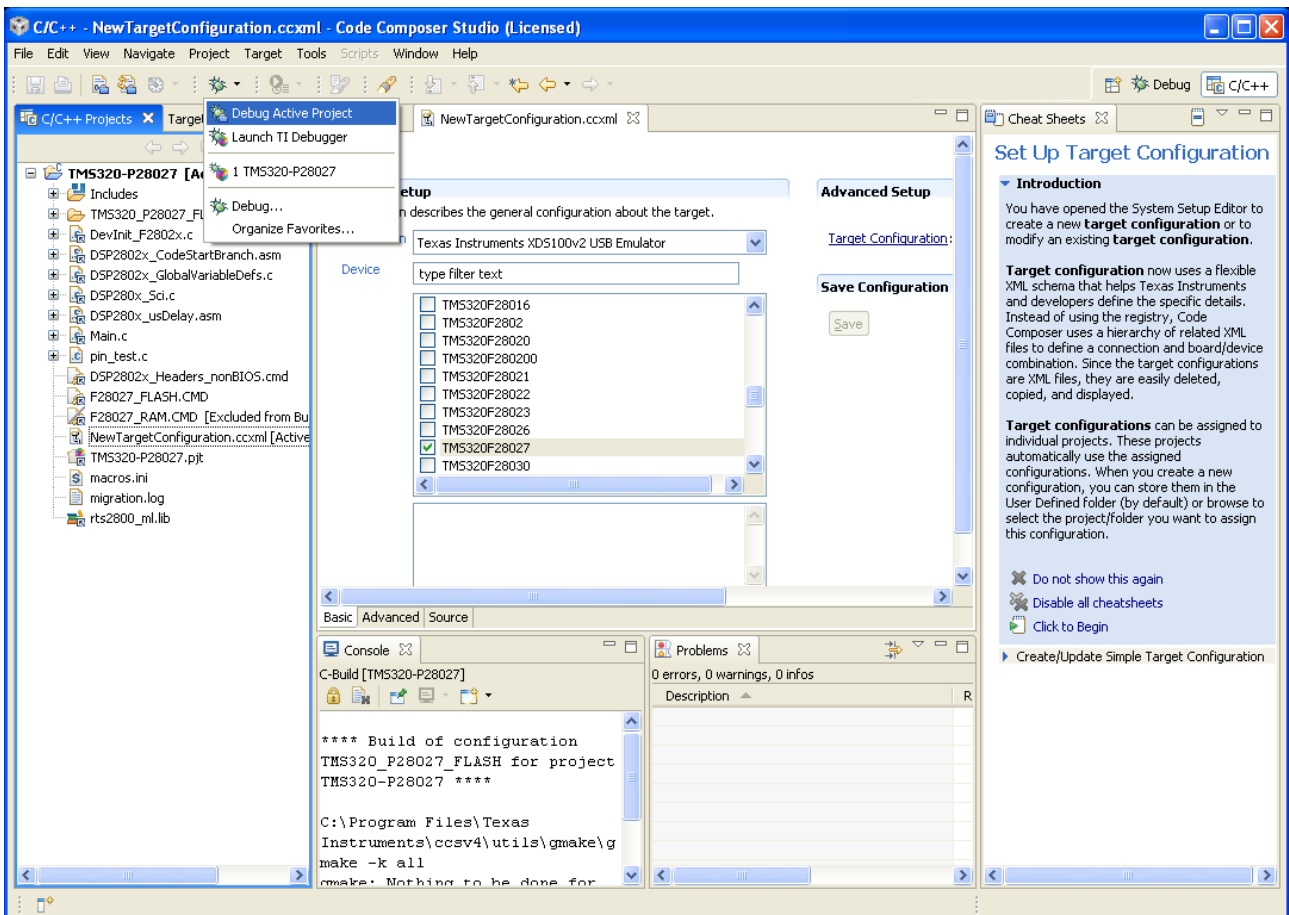 C/C++ - NewTargetConfiguration.ccxml - Code Composer Studio (Licensed)
File Edit View Navigate Project Target Tools Scripts Window Help
Debug C/C++
C/C++ Projects
Debug Active Project
Launch TI Debugger
1 TMS320-P28027
Debug...
Organize Favorites...
TMS320-P28027
Includes
DevInit_F2802x.c
DSP2802x_CodeStartBranch.asm
DSP2802x_GlobalVariableDefs.c
DSP280x_Sci.c
DSP280x_usDelay.asm
Main.c
pin_test.c
DSP2802x_Headers_nonBIOS.cmd
F28027_FLASH.CMD
F28027_RAM.CMD [Excluded from Bu
NewTargetConfiguration.ccxml [Active
TMS320-P28027.pjt
macros.ini
migration.log
rts2800_ml.lib
NewTargetConfiguration.ccxml
etup
describes the general configuration about the target.
Texas Instruments XDS100v2 USB Emulator
Device
type filter text
TMS320F28016
TMS320F2802
TMS320F28020
TMS320F280200
TMS320F28021
TMS320F28022
TMS320F28023
TMS320F28026
TMS320F28027
TMS320F28030
Advanced Setup
Target Configuration:
Save Configuration
Save
Basic Advanced Source
Console
C-Build [TMS320-P28027]
**** Build of configuration
TMS320_P28027_FLASH for project
TMS320-P28027 ****
C:\Program Files\Texas
Instruments\ccsv4\utils\gmake\g
make -k all
gmake: Nothing to be done for
Problems
0 errors, 0 warnings, 0 infos
Description R
Cheat Sheets
Set Up Target Configuration
Introduction
You have opened the System Setup Editor to
create a new target configuration or to
modify an existing target configuration.
Target configuration now uses a flexible
XML schema that helps Texas Instruments
and developers define the specific details.
Instead of using the registry, Code
Composer uses a hierarchy of related XML
files to define a connection and board/device
combination. Since the target configurations
are XML files, they are easily deleted,
copied, and displayed.
Target configurations can be assigned to
individual projects. These projects
automatically use the assigned
configurations. When you create a new
configuration, you can store them in the
User Defined folder (by default) or browse to
select the project/folder you want to assign
this configuration.
Do not show this again
Disable all cheatsheets
Click to Begin
Create/Update Simple Target Configuration